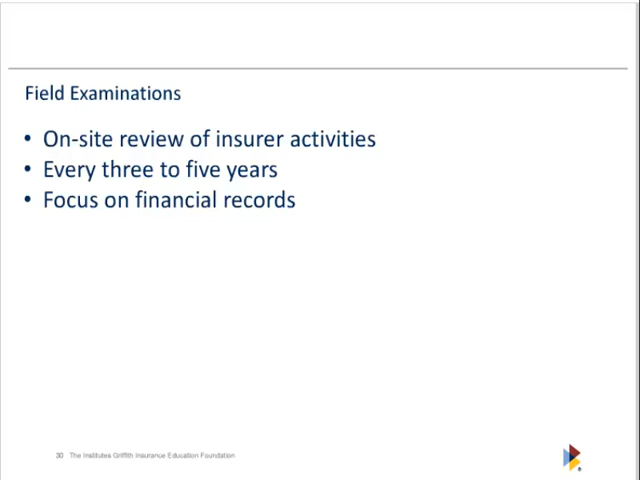 Field Examinations
• On-site review of insurer activities
• Every three to five years
• Focus on financial records
30 The Institutes Griffith Insurance Education Foundation